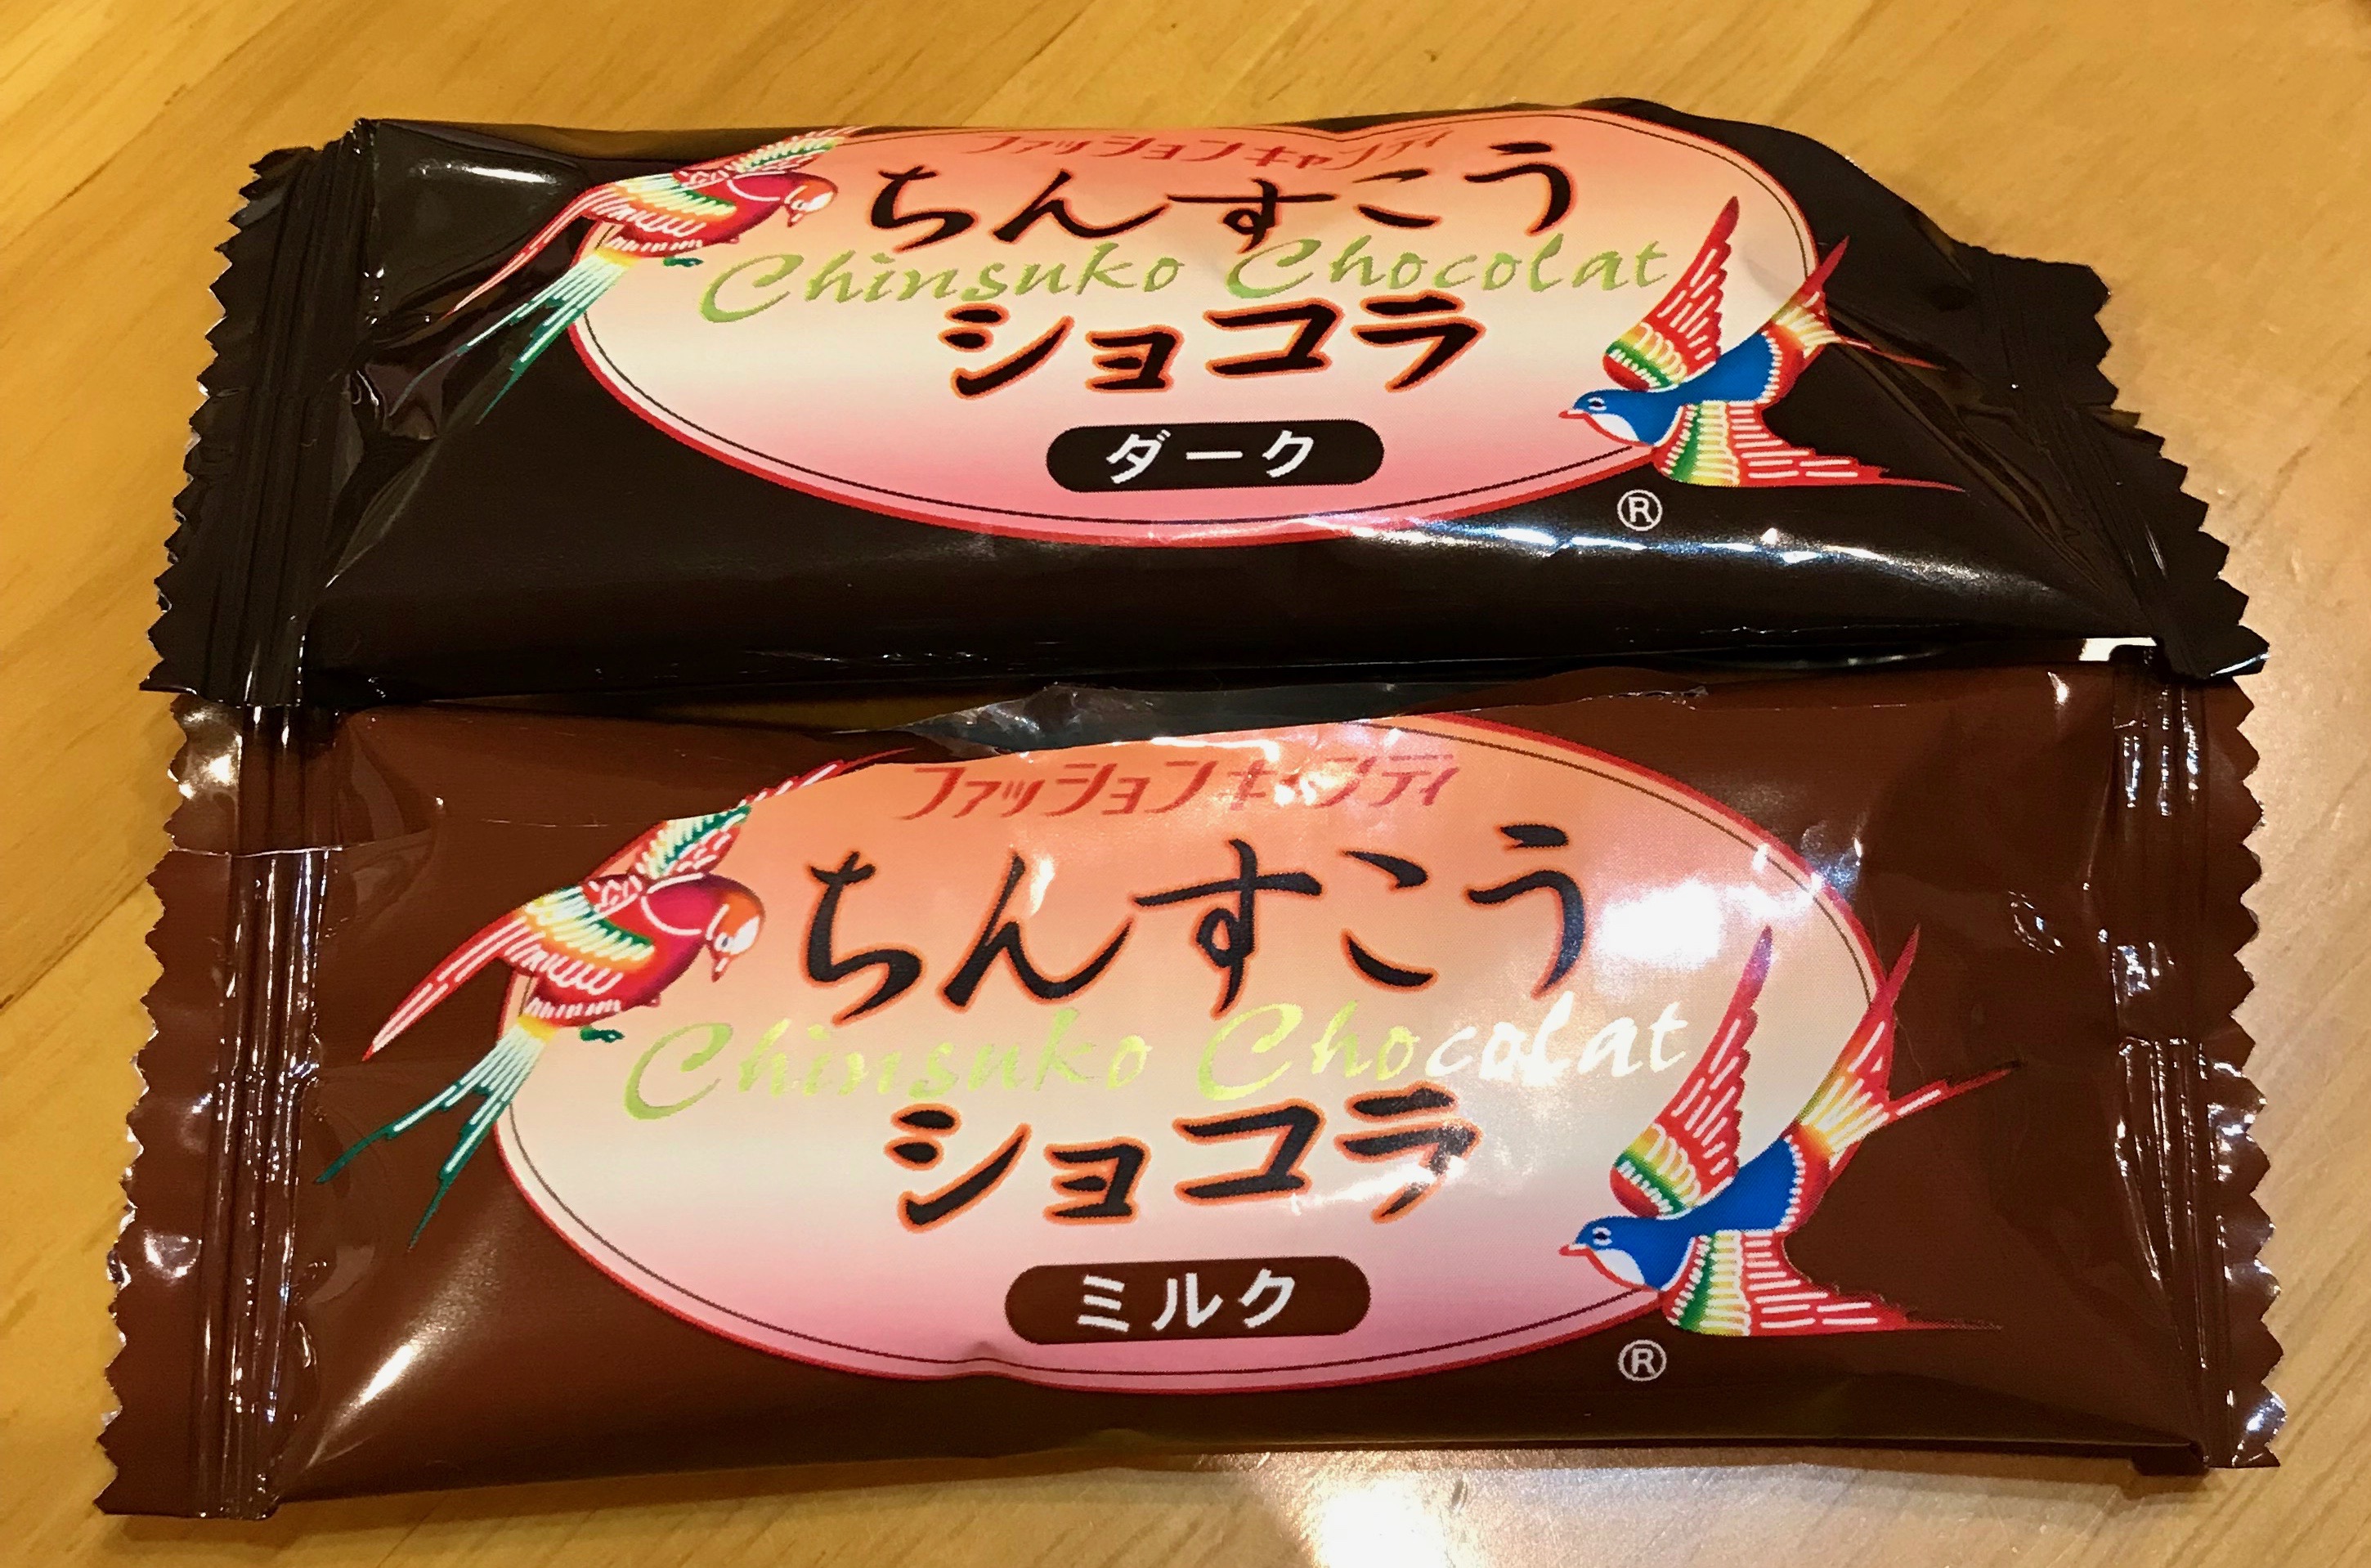 ファッションキャンディ
ちんすこう
Chinsuko Chocolat
ショコラ
ダーク
®
ファッションキャンディ
ちんすこう
Chinsuko Chocolat
ショコラ
ミルク
®